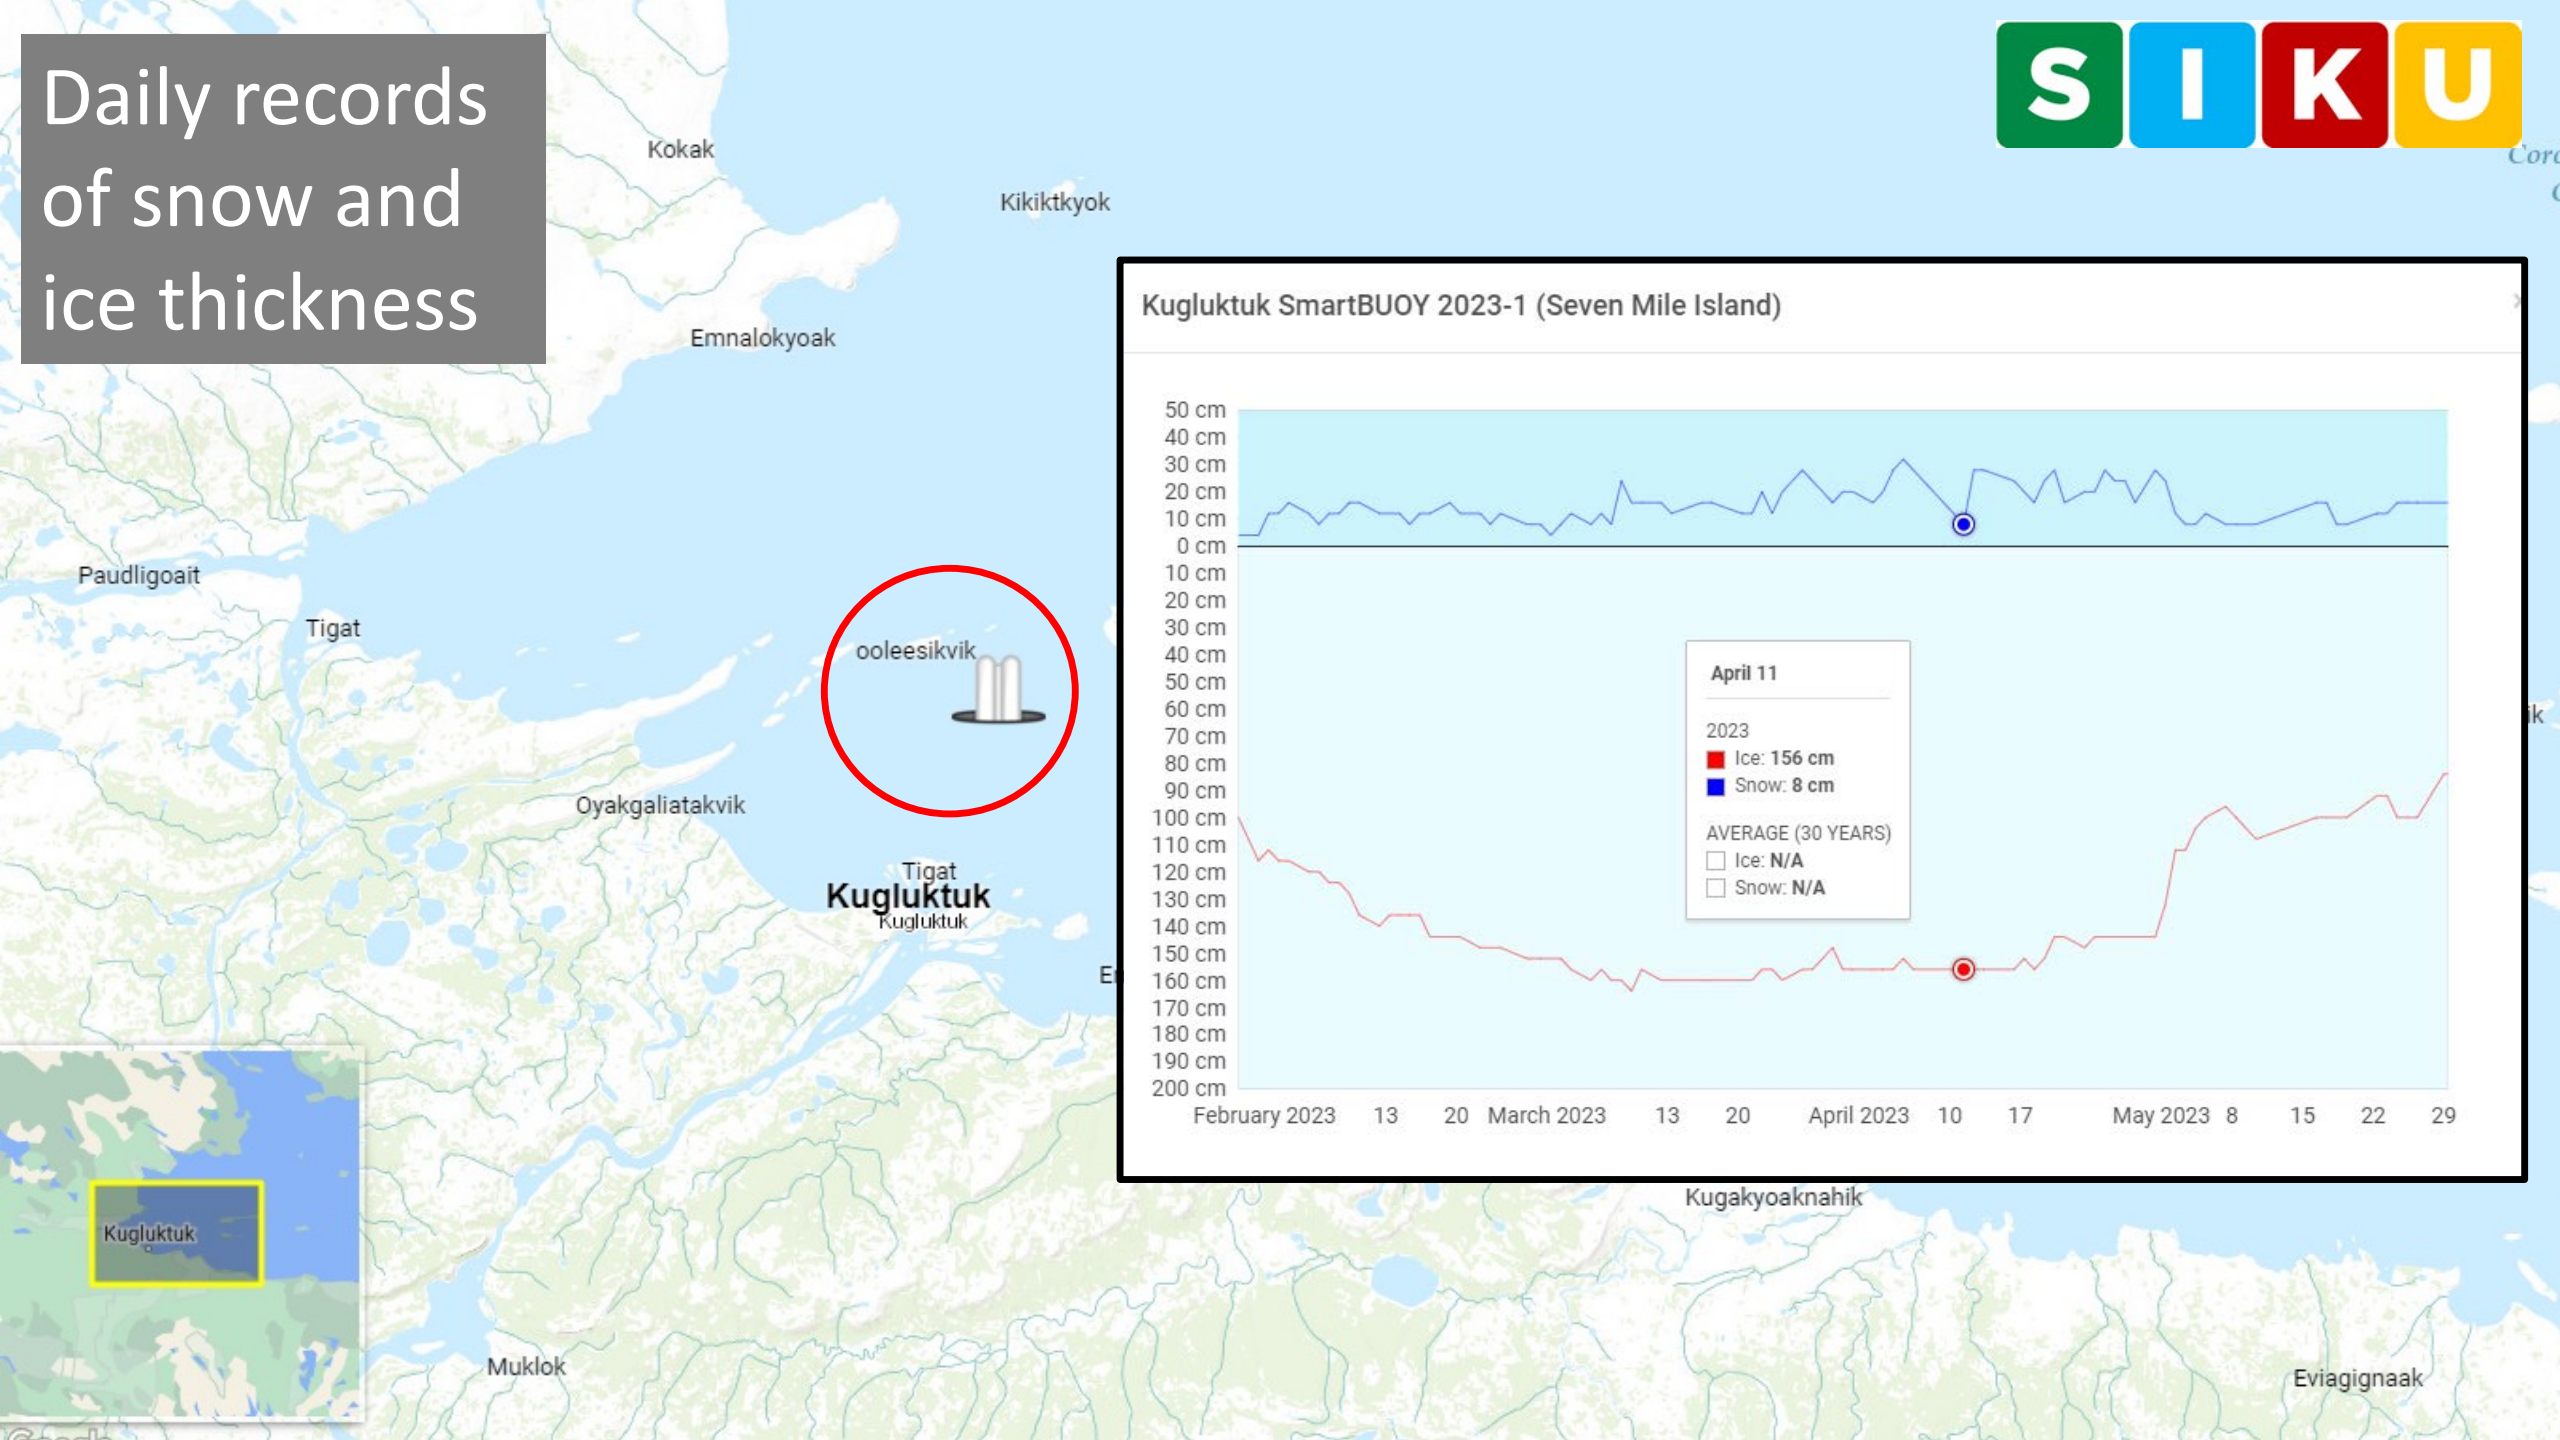 Daily records
of snow and
ice thickness
SIKU
Kokak
Kikiktkyok
Emnalokyoak
Paudligoait
Tigat
ooleesikvik
Oyakgaliatakvik
Tigat
Kugluktuk
Kugluktuk
Kugluktuk SmartBUOY 2023-1 (Seven Mile Island)
50 cm
40 cm
30 cm
20 cm
10 cm
0 cm
10 cm
20 cm
30 cm
40 cm
50 cm
60 cm
70 cm
80 cm
90 cm
100 cm
110 cm
120 cm
130 cm
140 cm
150 cm
160 cm
170 cm
180 cm
190 cm
200 cm
April 11
2023
Ice: 156 cm
Snow: 8 cm
AVERAGE (30 YEARS)
Ice: N/A
Snow: N/A
February 2023 13 20 March 2023 13 20 April 2023 10 17 May 2023 8 15 22 29
Kugakyoaknahik
Kugluktuk
Muklok
Eviagignaak